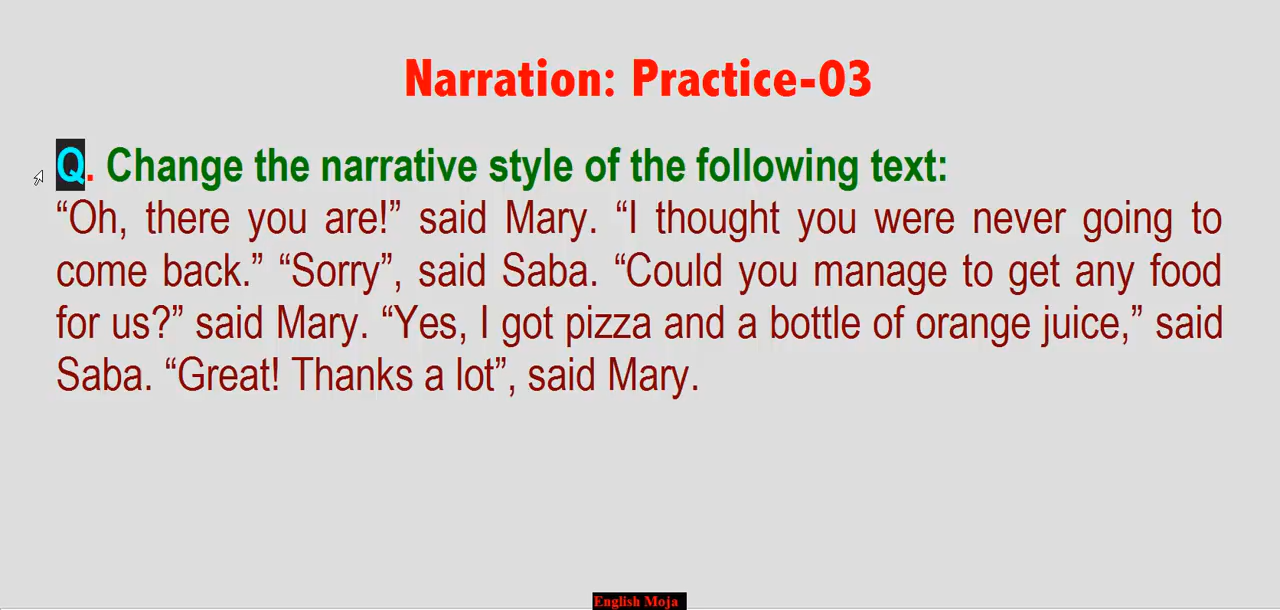 Narration: Practice-03
Q. Change the narrative style of the following text:
“Oh, there you are!” said Mary. “I thought you were never going to
come back.” “Sorry”, said Saba. “Could you manage to get any food
for us?” said Mary. “Yes, I got pizza and a bottle of orange juice,” said
Saba. “Great! Thanks a lot”, said Mary.
English Moja